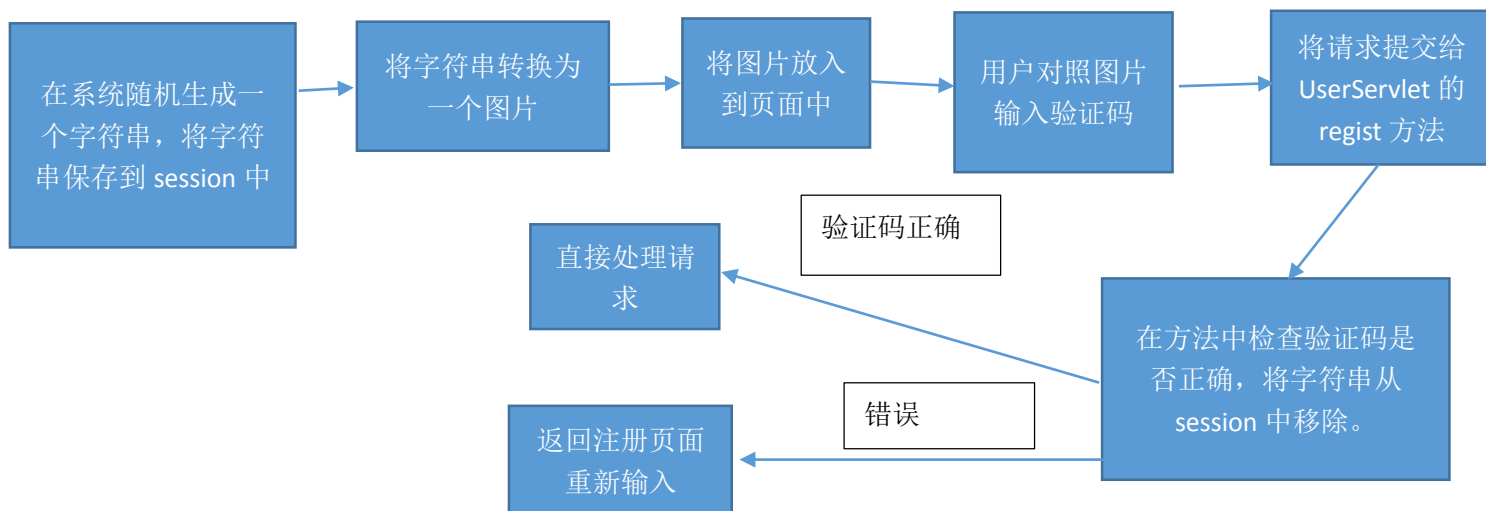 在系统随机生成一
个字符串，将字符
串保存到 session 中
将字符串转换为
一个图片
将图片放入
到页面中
用户对照图片
输入验证码
将请求提交给
UserServlet 的
regist 方法
验证码正确
直接处理请
求
在方法中检查验证码是
否正确，将字符串从
session 中移除。
错误
返回注册页面
重新输入